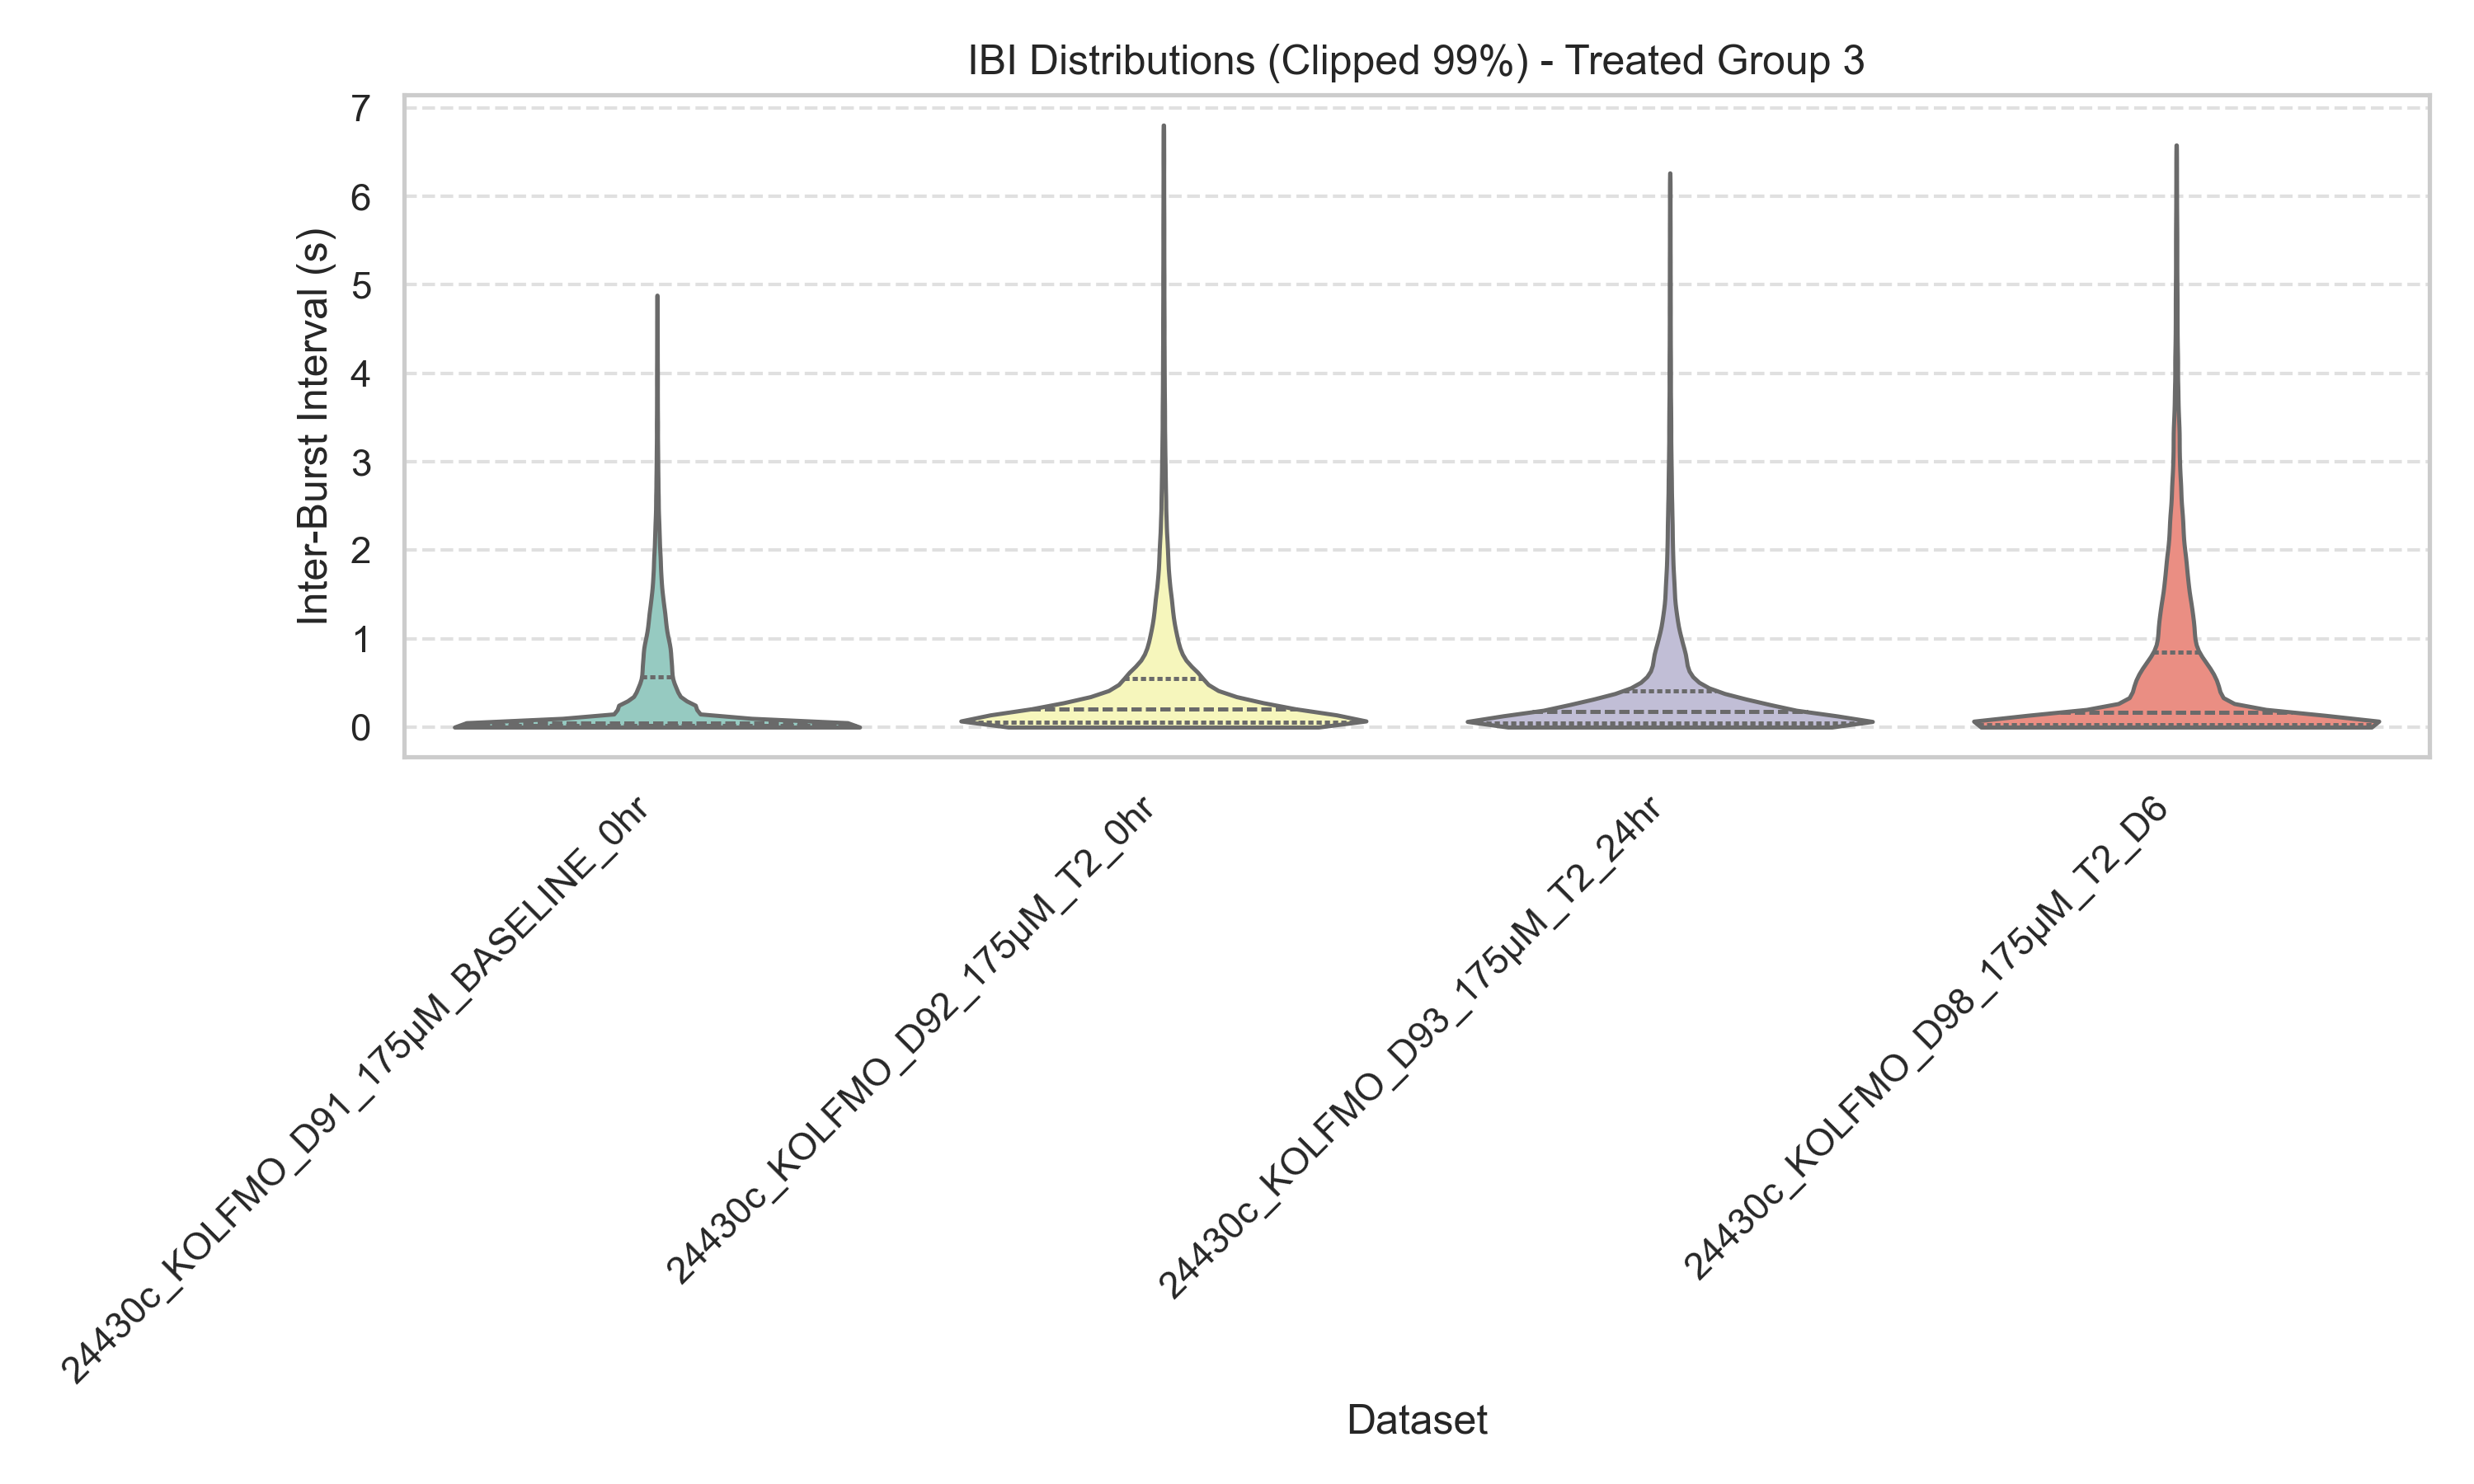 IBI Distributions (Clipped 99%) - Treated Group 3
Inter-Burst Interval (s)
7
6
5
4
3
2
1
0
24430c_KOLFMO_D91_175µM_BASELINE_0hr
24430c_KOLFMO_D92_175µM_T2_0hr
24430c_KOLFMO_D93_175µM_T2_24hr
24430c_KOLFMO_D98_175µM_T2_D6
Dataset